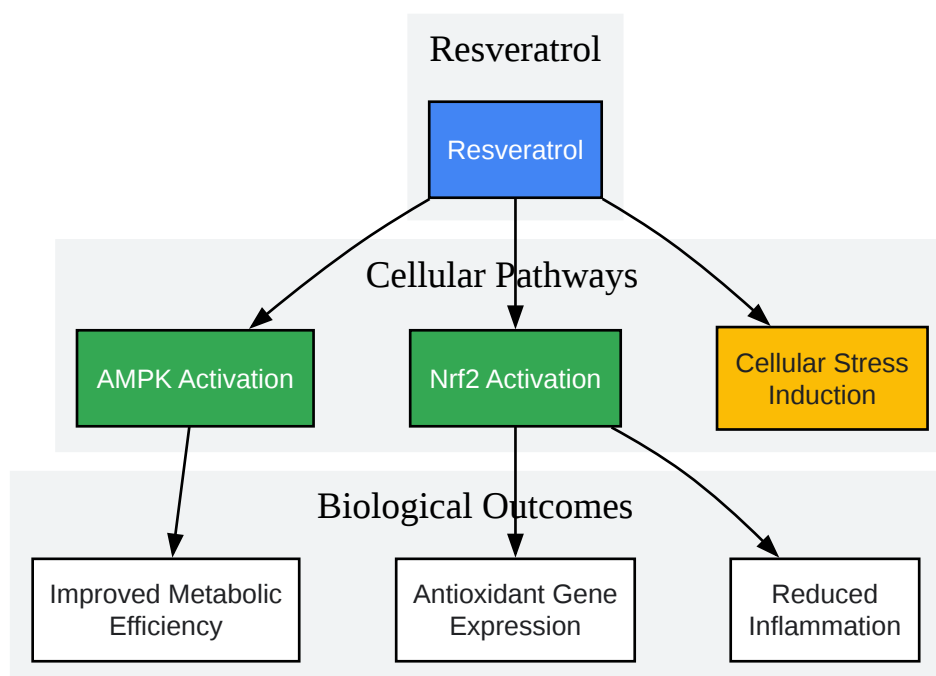 Resveratrol
Resveratrol
Cellular Pathways
AMPK Activation
Nrf2 Activation
Cellular Stress
Induction
Biological Outcomes
Improved Metabolic
Efficiency
Antioxidant Gene
Expression
Reduced
Inflammation